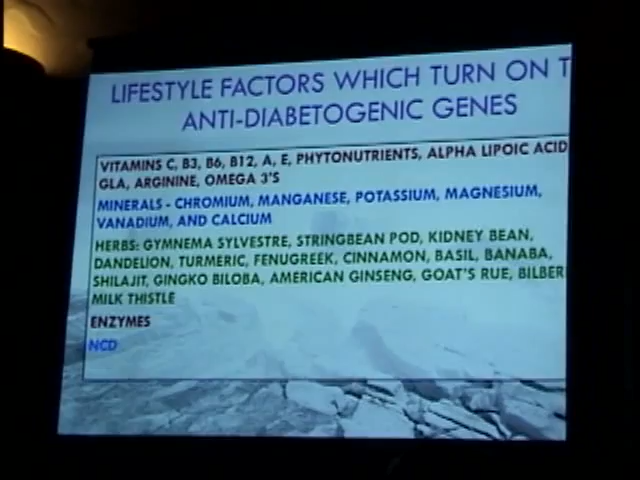 LIFESTYLE FACTORS WHICH TURN ON T
ANTI-DIABETOGENIC GENES
VITAMINS C, B3, B6, B12, A, E, PHYTONUTRIENTS, ALPHA LIPOIC ACID
GLA, ARGININE, OMEGA 3'S
MINERALS - CHROMIUM, MANGANESE, POTASSIUM, MAGNESIUM,
VANADIUM, AND CALCIUM
HERBS: GYMNEMA SYLVESTRE, STRINGBEAN POD, KIDNEY BEAN,
DANDELION, TURMERIC, FENUGREEK, CINNAMON, BASIL, BANABA,
SHILAJIT, GINGKO BILOBA, AMERICAN GINSENG, GOAT'S RUE, BILBER
MILK THISTLE
ENZYMES
NCD